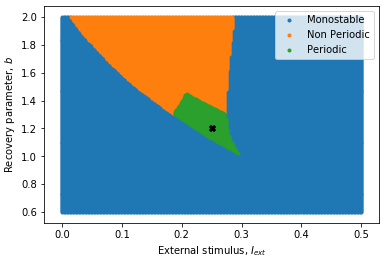 Monostable
Non Periodic
Periodic
Recovery parameter, b
2.0
1.8
1.6
1.4
1.2
1.0
0.8
0.6
0.0 0.1 0.2 0.3 0.4 0.5
External stimulus, I_ext